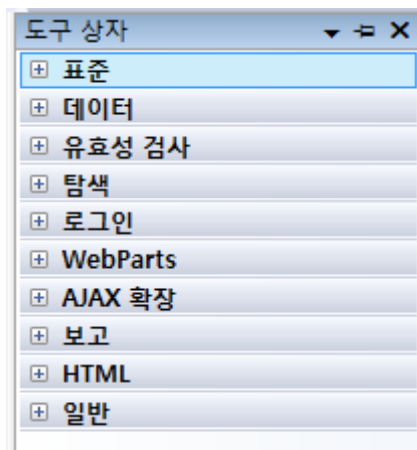 도구 상자
표준
데이터
유효성 검사
탐색
로그인
WebParts
AJAX 확장
보고
HTML
일반